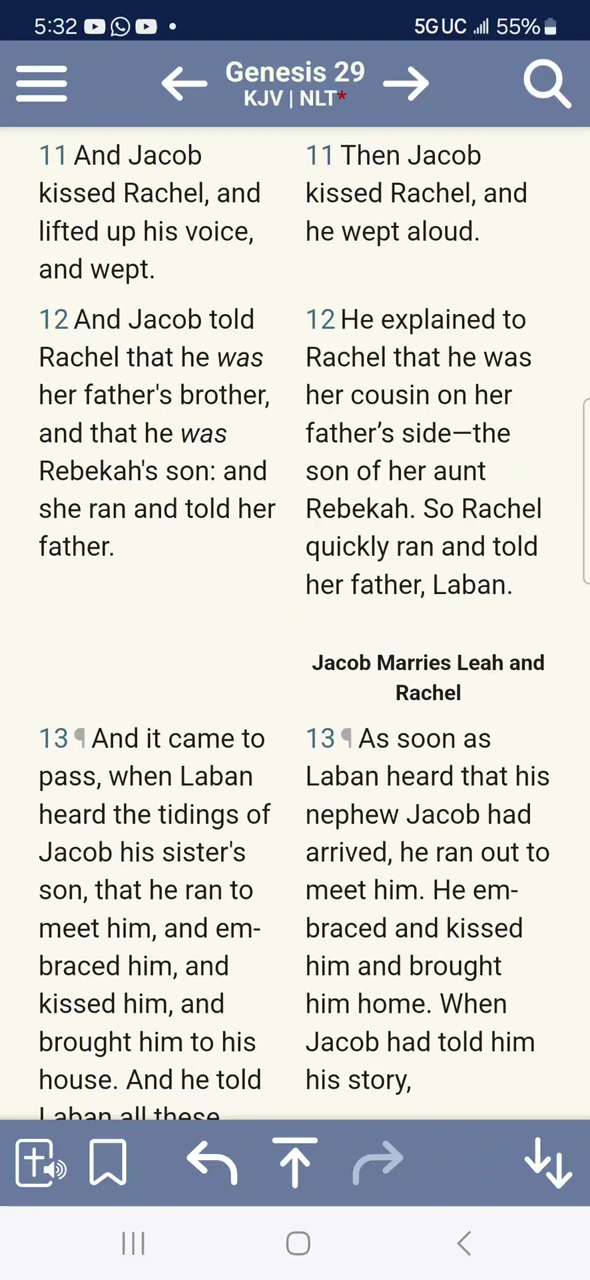 5:32
5G UC 55%
Genesis 29
KJV | NLT*
11 And Jacob
kissed Rachel, and
lifted up his voice,
and wept.
12 And Jacob told
Rachel that he was
her father's brother,
and that he was
Rebekah's son: and
she ran and told her
father.
13 ¶ And it came to
pass, when Laban
heard the tidings of
Jacob his sister's
son, that he ran to
meet him, and em-
braced him, and
kissed him, and
brought him to his
house. And he told
Laban all these
11 Then Jacob
kissed Rachel, and
he wept aloud.
12 He explained to
Rachel that he was
her cousin on her
father’s side—the
son of her aunt
Rebekah. So Rachel
quickly ran and told
her father, Laban.
Jacob Marries Leah and
Rachel
13 ¶ As soon as
Laban heard that his
nephew Jacob had
arrived, he ran out to
meet him. He em-
braced and kissed
him and brought
him home. When
Jacob had told him
his story,